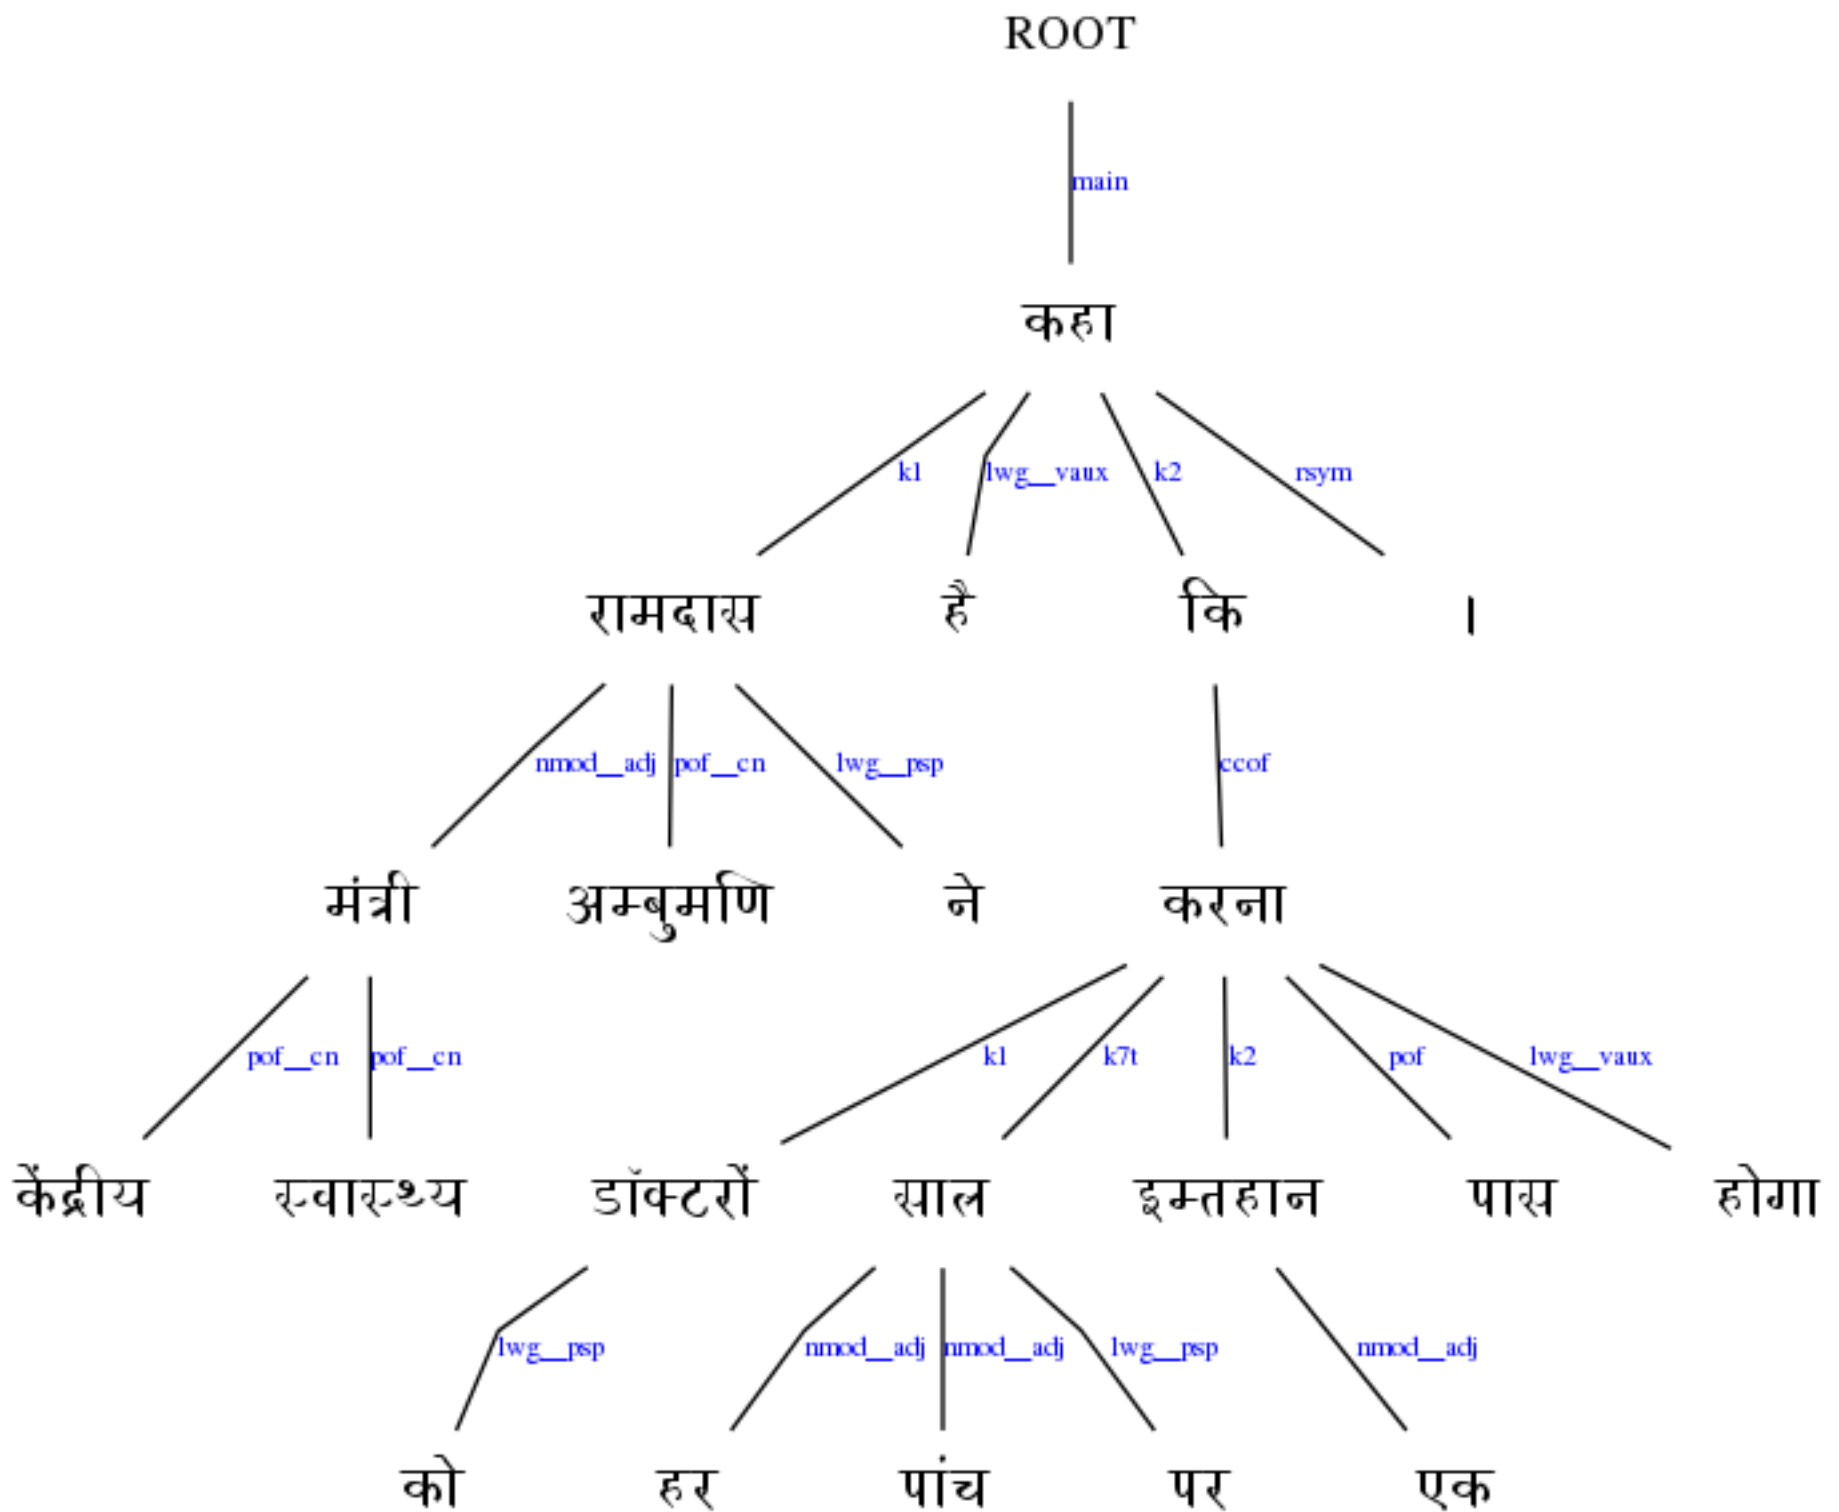 ROOT
main
कहा
k1 lwg__vaux k2 rsym
रामदास है कि ।
nmod__adj pof__cn lwg__psp ccof
मंत्री अम्बुमणि ने करना
pof__cn pof__cn k1 k7t k2 pof lwg__vaux
केंद्रीय स्वास्थ्य डॉक्टरों साल इम्तहान पास होगा
lwg__psp nmod__adj nmod__adj lwg__psp nmod__adj
को हर पांच पर एक